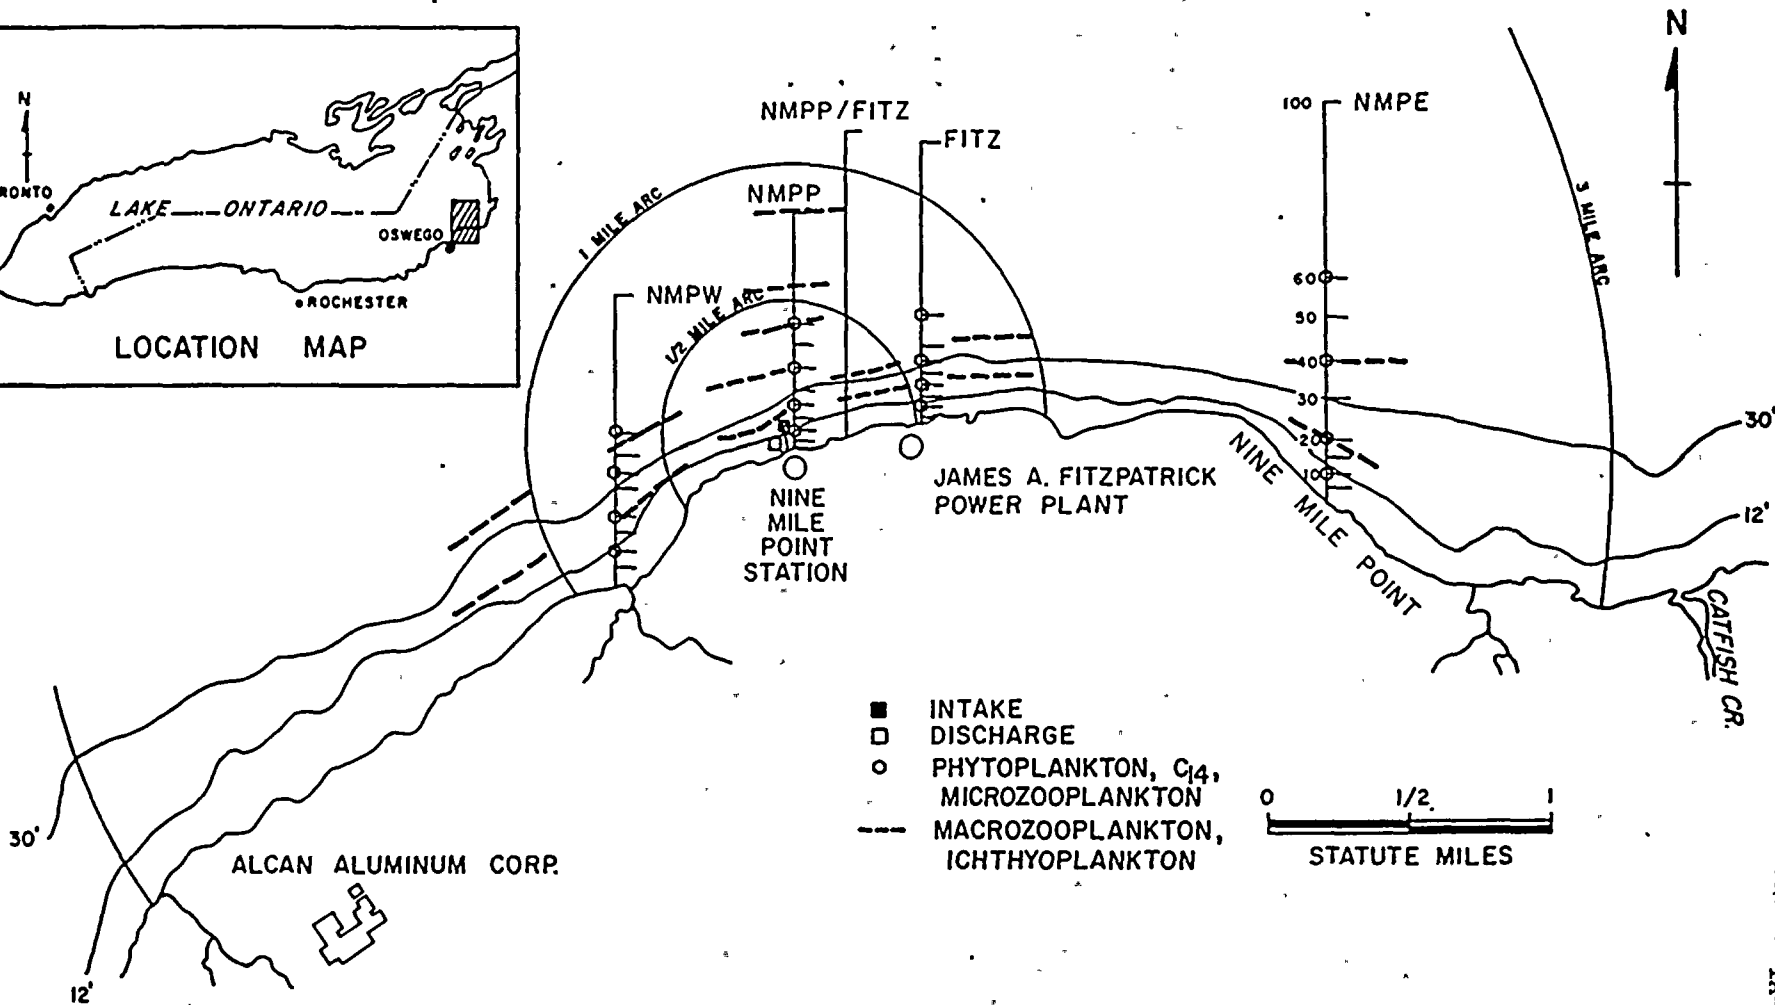 N
RONTO
LAKE ONTARIO
OSWEGO
ROCHESTER
LOCATION MAP
NMPP/FITZ
FITZ
NMPP
NMPW
1 MILE ARC
1/2 MILE ARC
100 NMPE
60
50
40
30
20
10
N
3 MILE ARC
30'
12'
NINE MILE POINT
CATFISH CR.
JAMES A. FITZPATRICK
POWER PLANT
NINE
MILE
POINT
STATION
30'
12'
ALCAN ALUMINUM CORP.
INTAKE
DISCHARGE
PHYTOPLANKTON, C14,
MICROZOOPLANKTON
MACROZOOPLANKTON,
ICHTHYOPLANKTON
0 1/2 1
STATUTE MILES